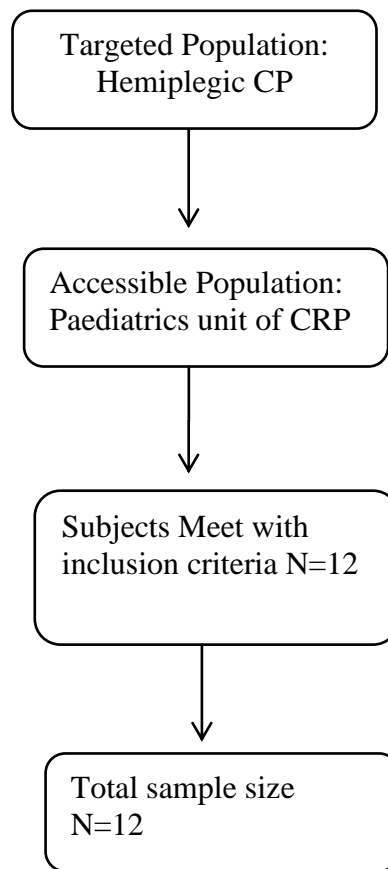 Targeted Population:
Hemiplegic CP
Accessible Population:
Paediatrics unit of CRP
Subjects Meet with
inclusion criteria N=12
Total sample size
N=12